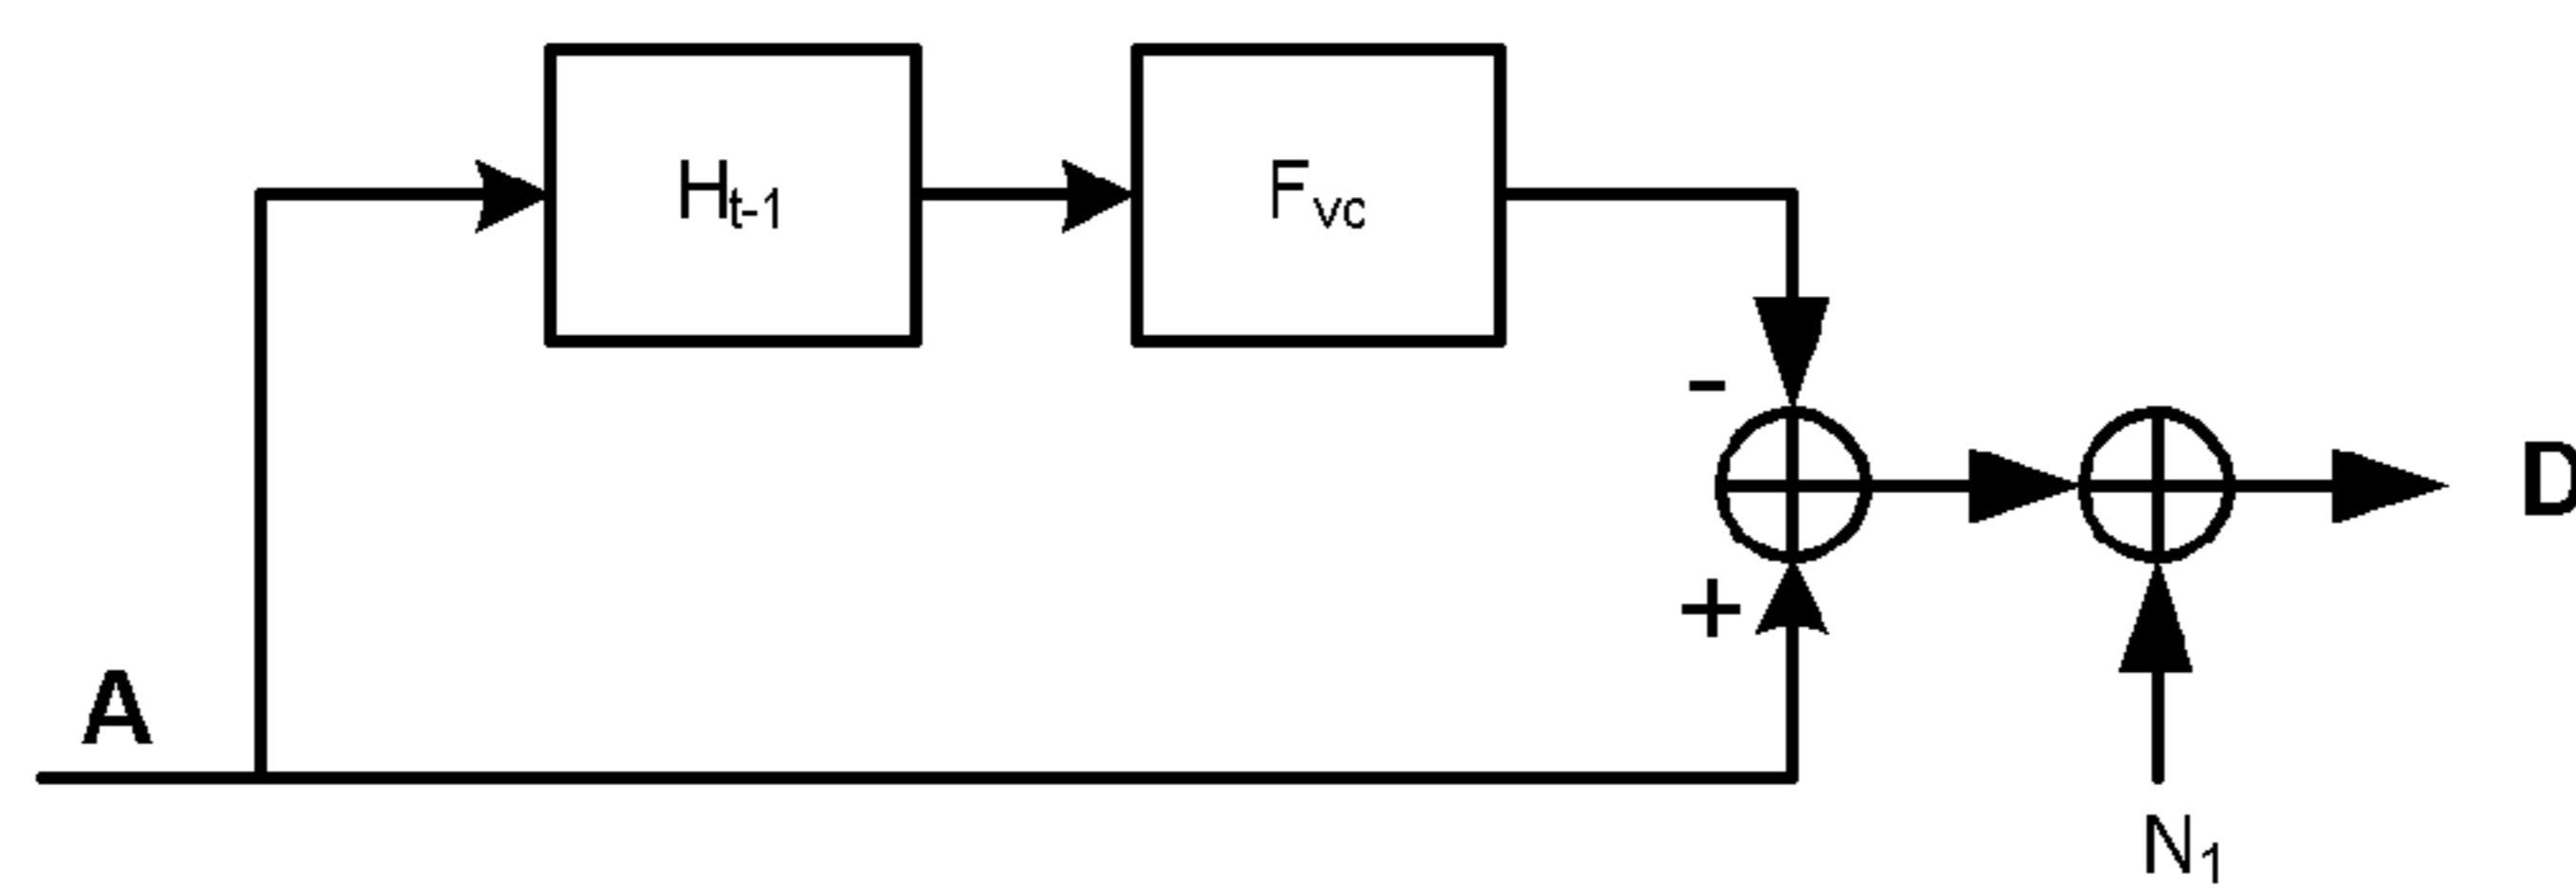 H_{t-1}
F_{vc}
-
+
A
D
N_1